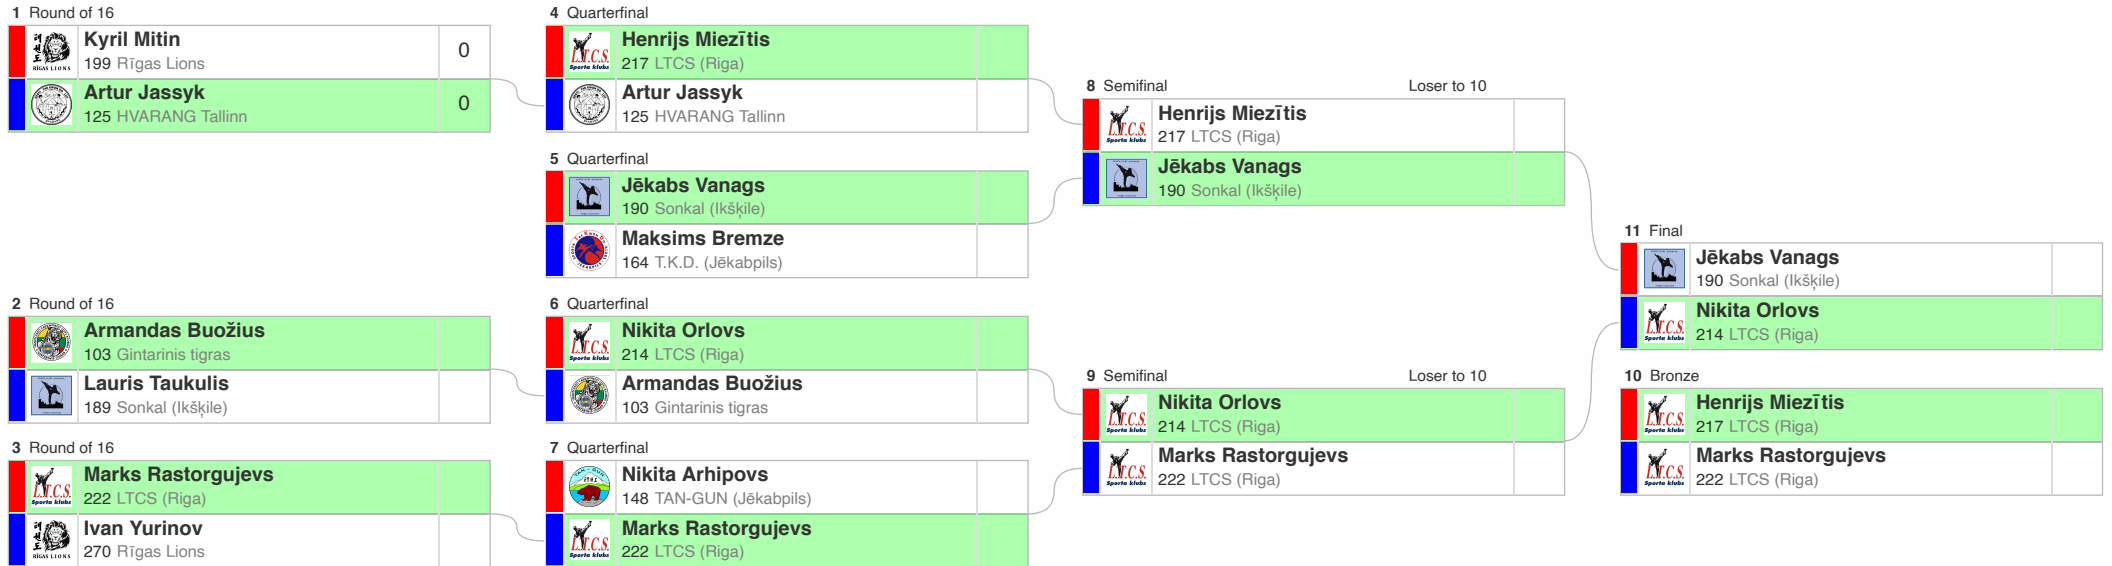 1 Round of 16
Kyril Mitin
199 Rīgas Lions
0
Artur Jassyk
125 HVARANG Tallinn
0
2 Round of 16
Armandas Buožius
103 Gintarinis tigras
Lauris Taukulis
189 Sonkal (Ikšķile)
3 Round of 16
Marks Rastorgujevs
222 LTCS (Riga)
Ivan Yurinov
270 Rīgas Lions
4 Quarterfinal
Henrijs Miezītis
217 LTCS (Riga)
Artur Jassyk
125 HVARANG Tallinn
5 Quarterfinal
Jēkabs Vanags
190 Sonkal (Ikšķile)
Maksims Bremze
164 T.K.D. (Jēkabpils)
6 Quarterfinal
Nikita Orlovs
214 LTCS (Riga)
Armandas Buožius
103 Gintarinis tigras
7 Quarterfinal
Nikita Arhipovs
148 TAN-GUN (Jēkabpils)
Marks Rastorgujevs
222 LTCS (Riga)
8 Semifinal Loser to 10
Henrijs Miezītis
217 LTCS (Riga)
Jēkabs Vanags
190 Sonkal (Ikšķile)
9 Semifinal Loser to 10
Nikita Orlovs
214 LTCS (Riga)
Marks Rastorgujevs
222 LTCS (Riga)
11 Final
Jēkabs Vanags
190 Sonkal (Ikšķile)
Nikita Orlovs
214 LTCS (Riga)
10 Bronze
Henrijs Miezītis
217 LTCS (Riga)
Marks Rastorgujevs
222 LTCS (Riga)